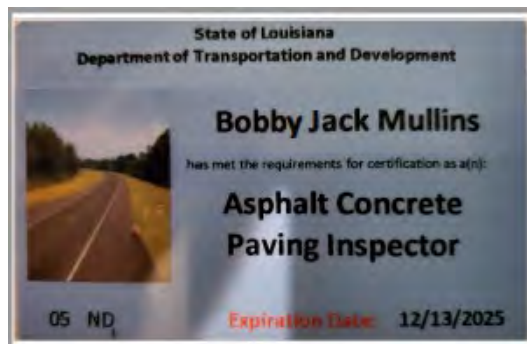 State of Louisiana
Department of Transportation and Development
Bobby Jack Mullins
has met the requirements for certification as a(n):
Asphalt Concrete
Paving Inspector
05 ND
Expiration Date: 12/13/2025